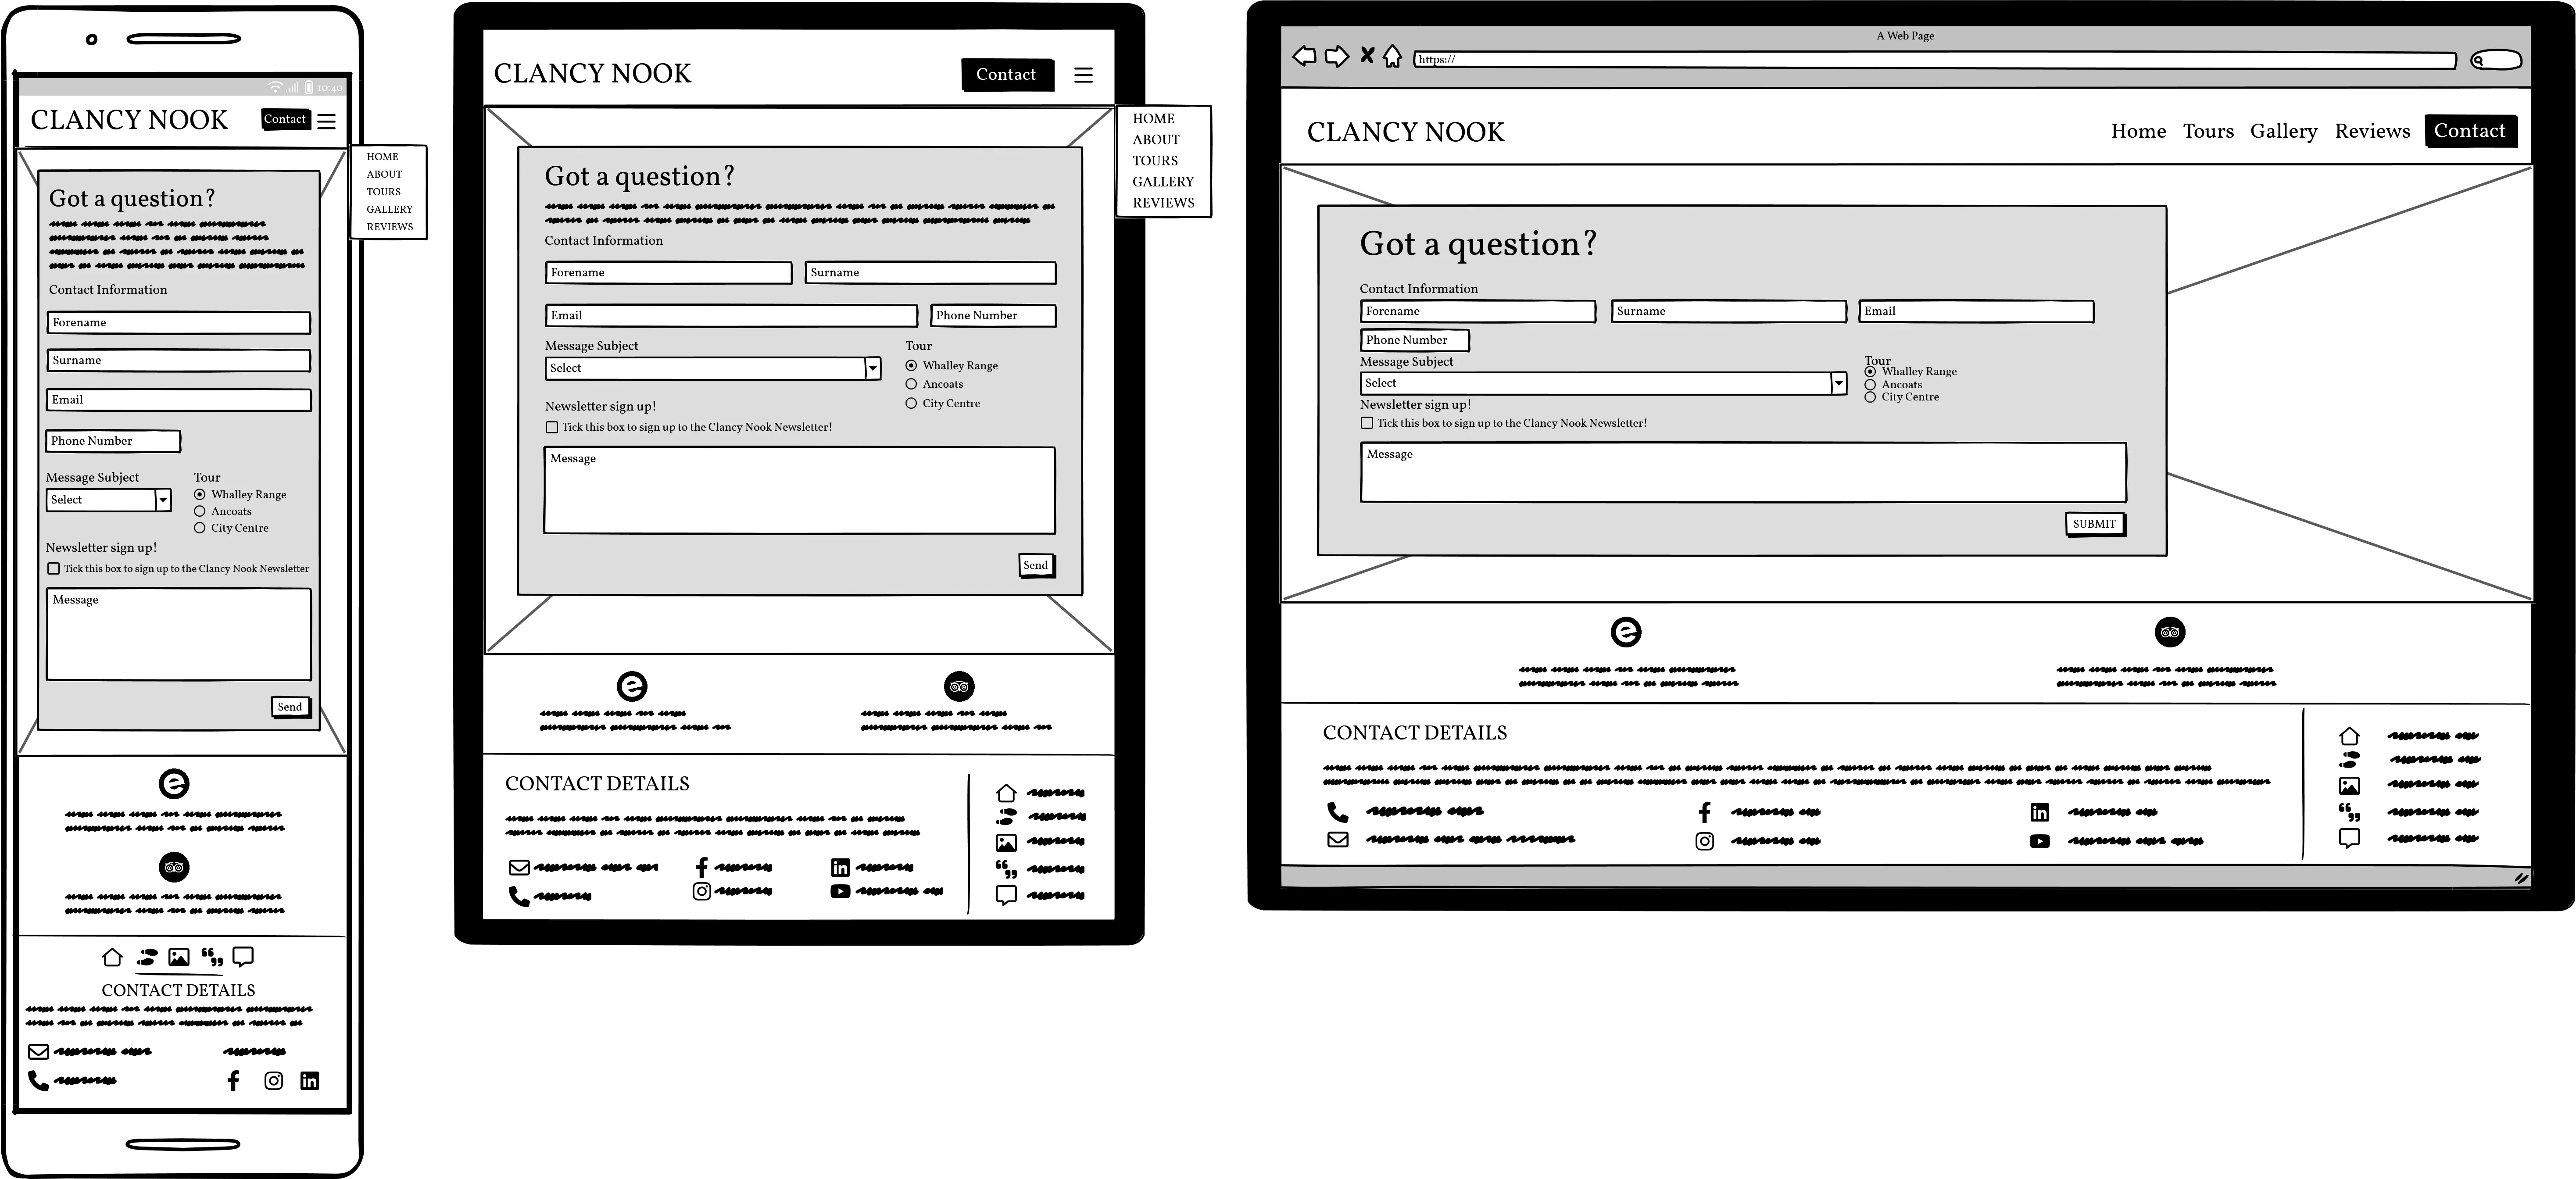 10:40
CLANCY NOOK
Contact
HOME
ABOUT
TOURS
GALLERY
REVIEWS
Got a question?
Contact Information
Forename
Surname
Email
Phone Number
Message Subject
Tour
Select
Whalley Range
Ancoats
City Centre
Newsletter sign up!
Tick this box to sign up to the Clancy Nook Newsletter
Message
Send
CONTACT DETAILS
CLANCY NOOK
Contact
HOME
ABOUT
TOURS
GALLERY
REVIEWS
Got a question?
Contact Information
Forename
Surname
Email
Phone Number
Message Subject
Tour
Select
Whalley Range
Ancoats
City Centre
Newsletter sign up!
Tick this box to sign up to the Clancy Nook Newsletter!
Message
Send
CONTACT DETAILS
A Web Page
https://
CLANCY NOOK
Home Tours Gallery Reviews Contact
Got a question?
Contact Information
Forename
Surname
Email
Phone Number
Message Subject
Tour
Select
Whalley Range
Ancoats
City Centre
Newsletter sign up!
Tick this box to sign up to the Clancy Nook Newsletter!
Message
SUBMIT
CONTACT DETAILS